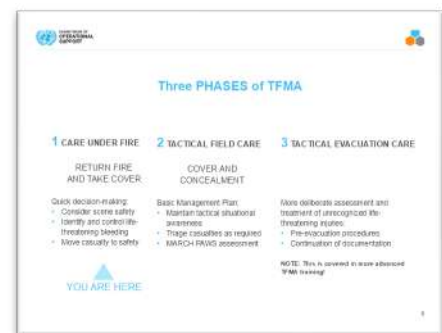 DEPARTMENT OF
OPERATIONAL
SUPPORT
Three PHASES of TFMA
1 CARE UNDER FIRE
RETURN FIRE
AND TAKE COVER
Quick decision-making:
• Consider scene safety
• Identify and control life-
threatening bleeding
• Move casualty to safety
YOU ARE HERE
2 TACTICAL FIELD CARE
COVER AND
CONCEALMENT
Basic Management Plan:
• Maintain tactical situational
awareness
• Triage casualties as required
• MARCH PAWS assessment
3 TACTICAL EVACUATION CARE
More deliberate assessment and
treatment of unrecognized life-
threatening injuries:
• Pre-evacuation procedures
• Continuation of documentation
NOTE: This is covered in more advanced
TFMA training!